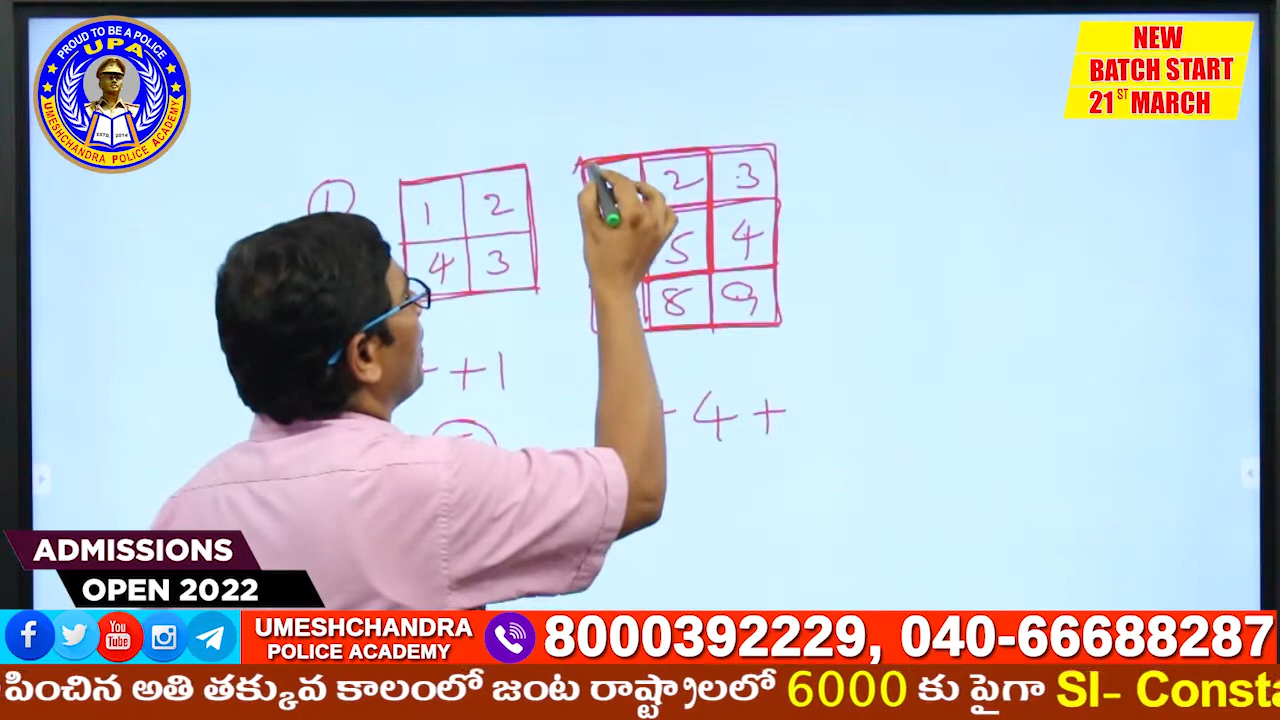 PROUD TO BE A POLICE
UPA
ESTD. 2014
UMESHCHANDRA POLICE ACADEMY
NEW
BATCH START
21ST MARCH
1
1 2
4 3
2 3
5 4
8 9
+ 1
4 +
ADMISSIONS
OPEN 2022
You
Tube
UMESHCHANDRA
POLICE ACADEMY
8000392229, 040-66688287
పించిన అతి తక్కువ కాలంలో జంట రాష్ట్రాలలో 6000 కు పైగా SI- Consta